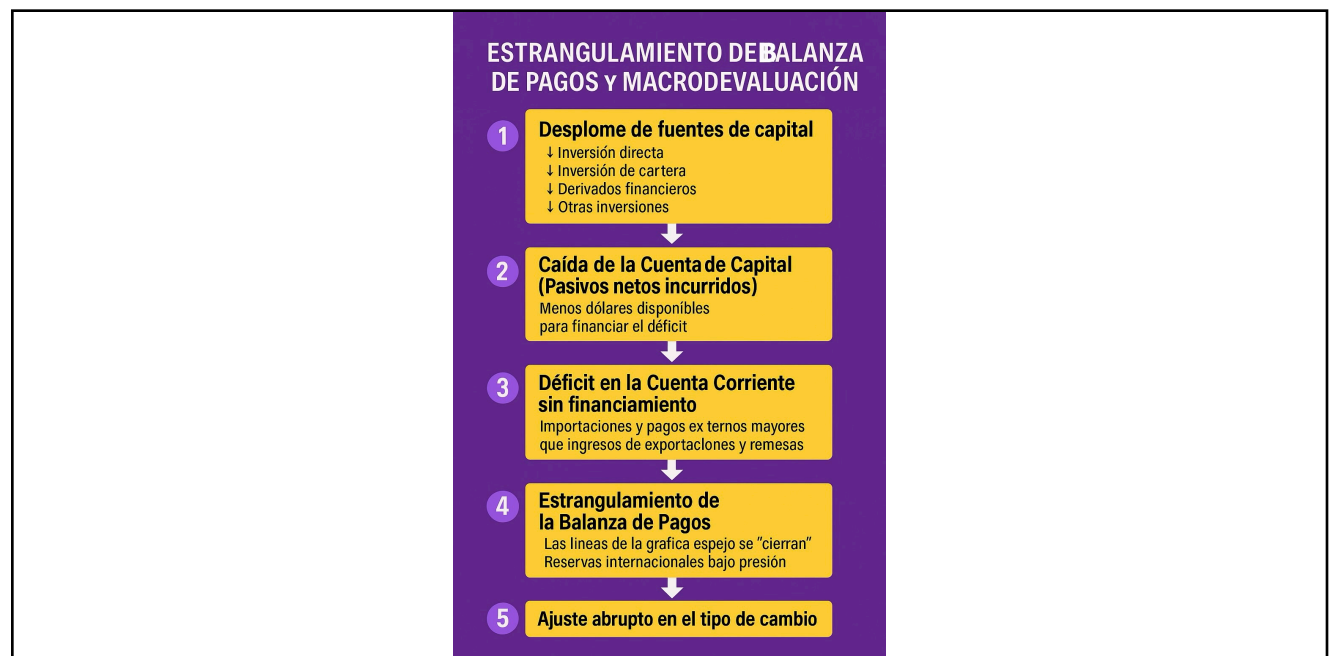 ESTRANGULAMIENTO DE BALANZA
DE PAGOS Y MACRODEVALUACIÓN
1
Desplome de fuentes de capital
↓ Inversión directa
↓ Inversión de cartera
↓ Derivados financieros
↓ Otras inversiones
2
Caída de la Cuenta de Capital
(Pasivos netos incurridos)
Menos dólares disponíbles
para financiar el déficit
3
Déficit en la Cuenta Corriente
sin financiamiento
Importaciones y pagos ex ternos mayores
que ingresos de exportaclones y remesas
4
Estrangulamiento de
la Balanza de Pagos
Las lineas de la grafica espejo se "cierran"
Reservas internacionales bajo presión
5
Ajuste abrupto en el tipo de cambio